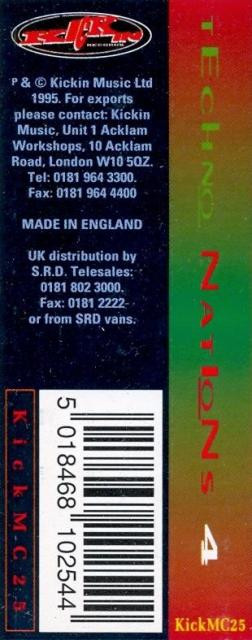 KICKIN
RECORDS
P & © Kickin Music Ltd
1995. For exports
please contact: Kickin
Music, Unit 1 Acklam
Workshops, 10 Acklam
Road, London W10 5QZ.
Tel: 0181 964 3300.
Fax: 0181 964 4400
MADE IN ENGLAND
UK distribution by
S.R.D. Telesales:
0181 802 3000.
Fax: 0181 2222
or from SRD vans.
KickM-C25
5 018468 102544
TECHNO NATIONS 4
KickMC25